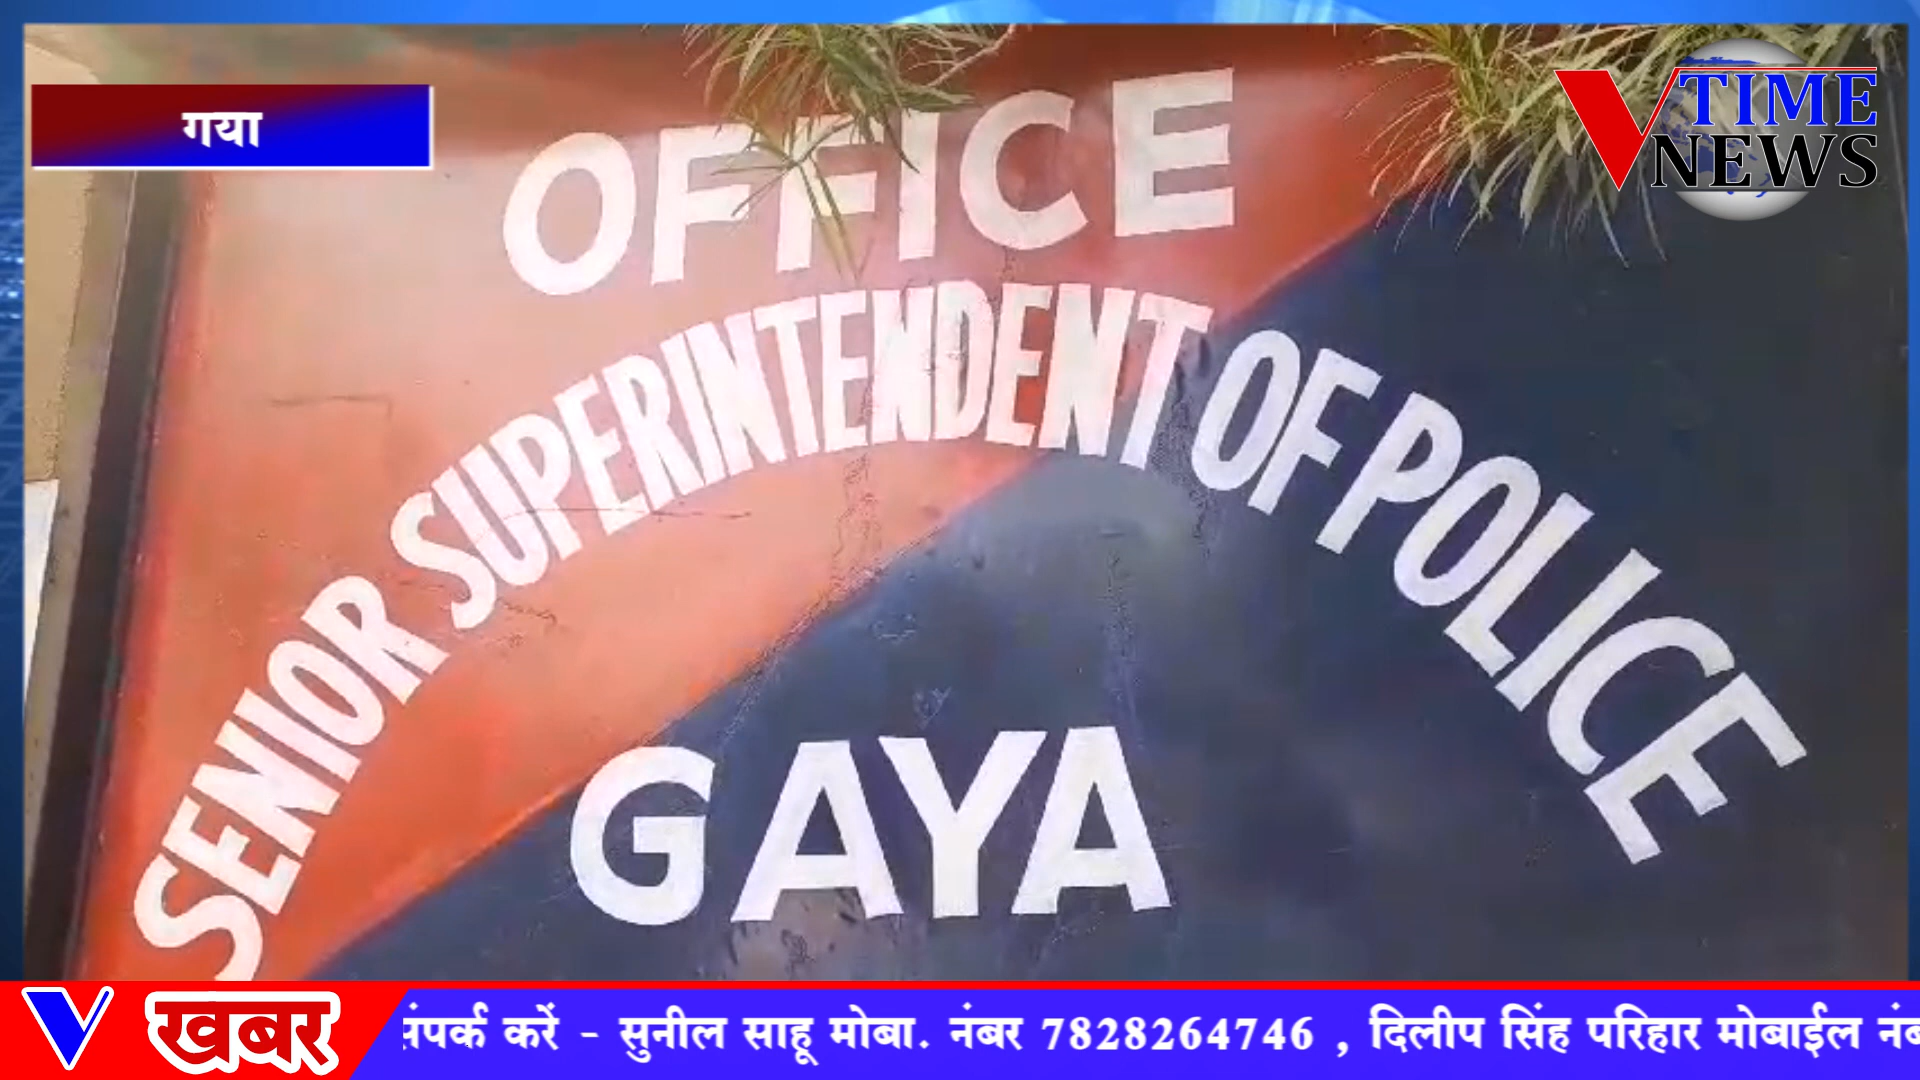 गया
V TIME
NEWS
OFFICE
SENIOR SUPERINTENDENT OF POLICE
GAYA
V खबर
संपर्क करें - सुनील साहू मोबा. नंबर 7828264746 , दिलीप सिंह परिहार मोबाईल